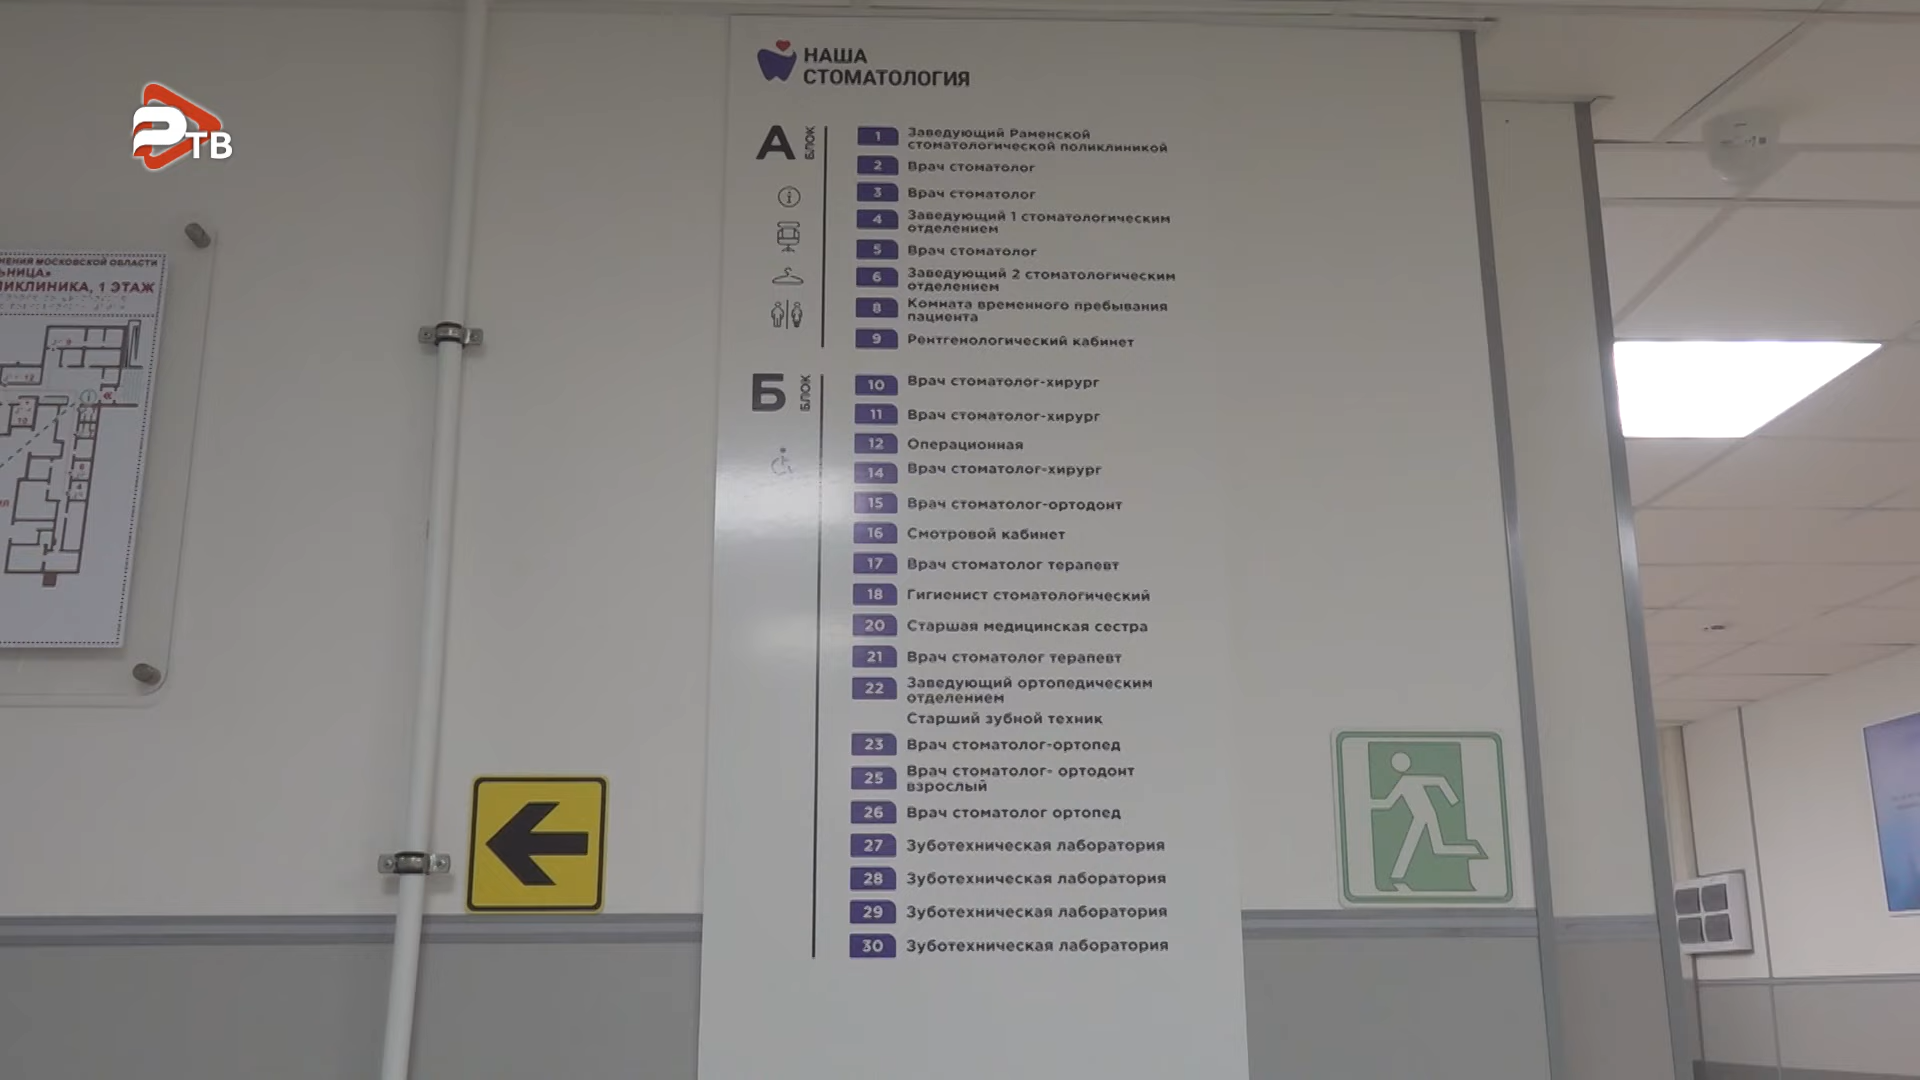 РТВ
НАША
СТОМАТОЛОГИЯ
А БЛОК
1 Заведующий Раменской
стоматологической поликлиникой
2 Врач стоматолог
3 Врач стоматолог
4 Заведующий 1 стоматологическим
отделением
5 Врач стоматолог
6 Заведующий 2 стоматологическим
отделением
8 Комната временного пребывания
пациента
9 Рентгенологический кабинет
Б БЛОК
10 Врач стоматолог-хирург
11 Врач стоматолог-хирург
12 Операционная
14 Врач стоматолог-хирург
15 Врач стоматолог-ортодонт
16 Смотровой кабинет
17 Врач стоматолог терапевт
18 Гигиенист стоматологический
20 Старшая медицинская сестра
21 Врач стоматолог терапевт
22 Заведующий ортопедическим
отделением
Старший зубной техник
23 Врач стоматолог-ортопед
25 Врач стоматолог- ортодонт
взрослый
26 Врач стоматолог ортопед
27 Зуботехническая лаборатория
28 Зуботехническая лаборатория
29 Зуботехническая лаборатория
30 Зуботехническая лаборатория
МОСКОВСКОЙ ОБЛАСТИ
1 ЭТАЖ